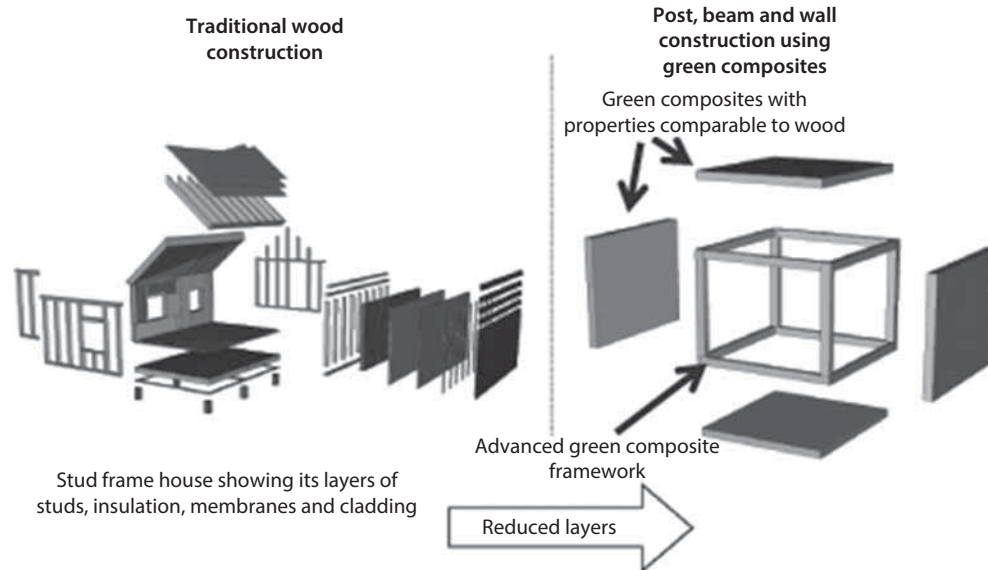 Traditional wood
construction
Post, beam and wall
construction using
green composites
Green composites with
properties comparable to wood
Advanced green composite
framework
Stud frame house showing its layers of
studs, insulation, membranes and cladding
Reduced layers